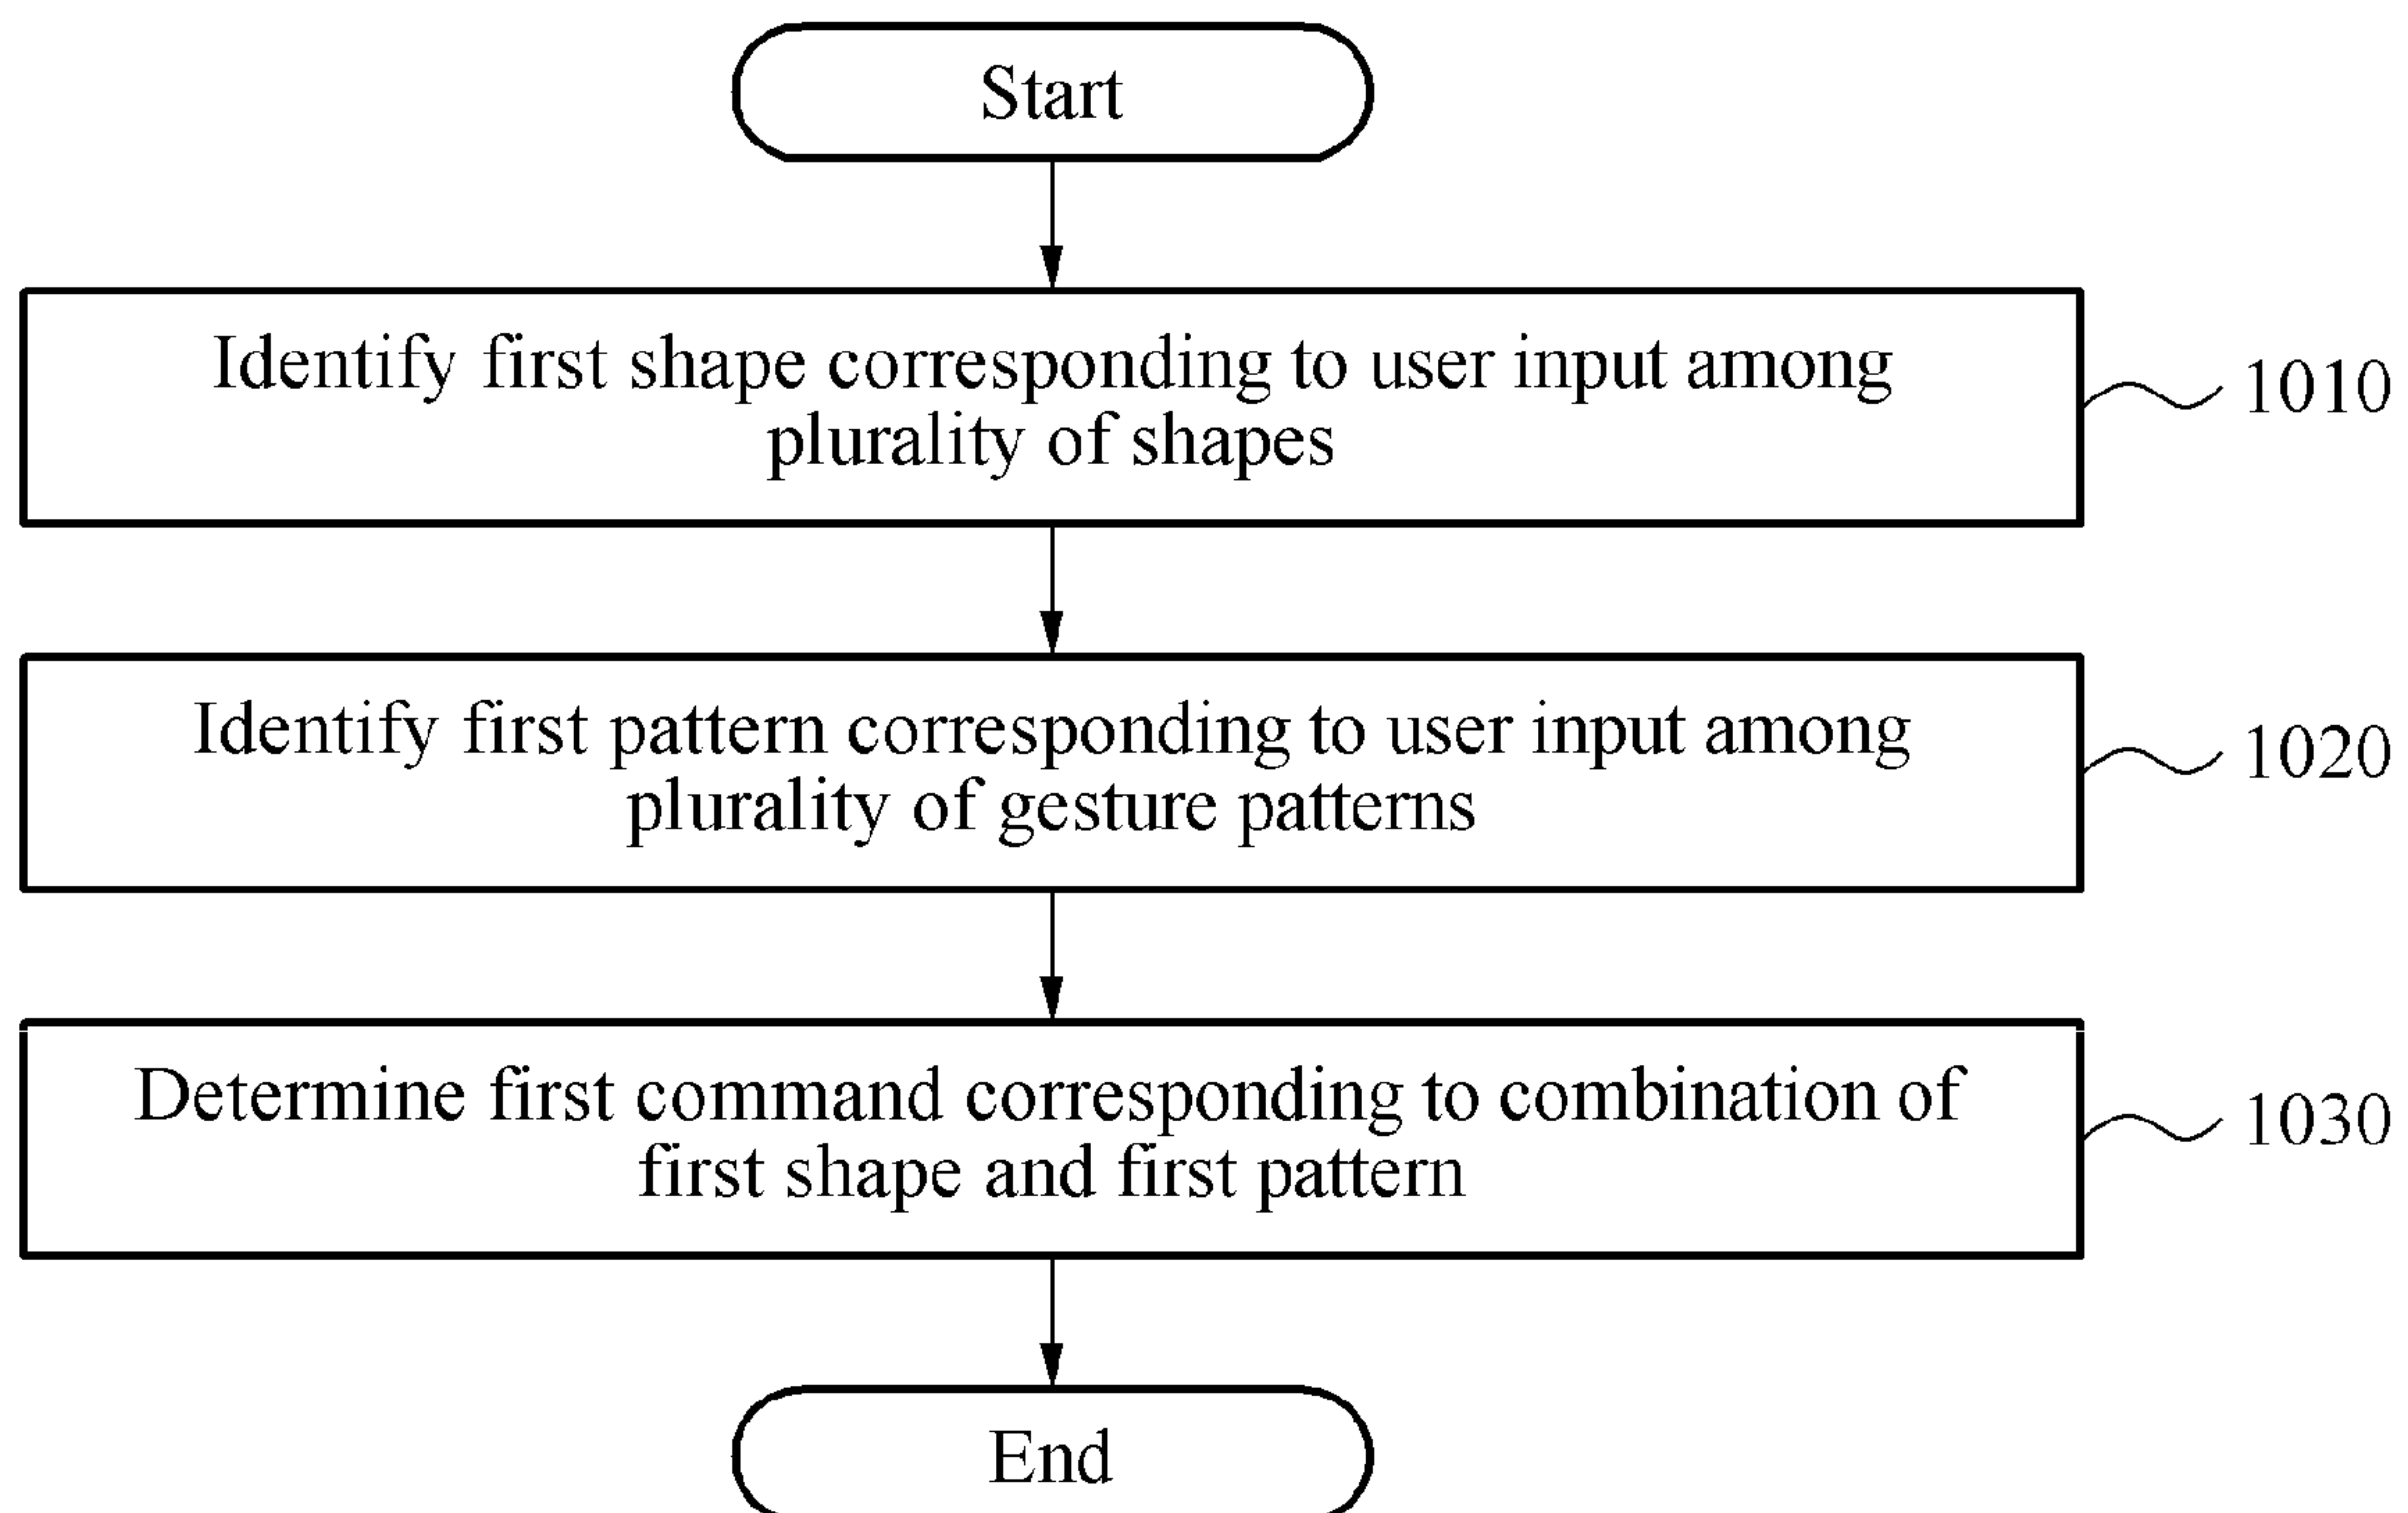 Start
Identify first shape corresponding to user input among
plurality of shapes
1010
Identify first pattern corresponding to user input among
plurality of gesture patterns
1020
Determine first command corresponding to combination of
first shape and first pattern
1030
End